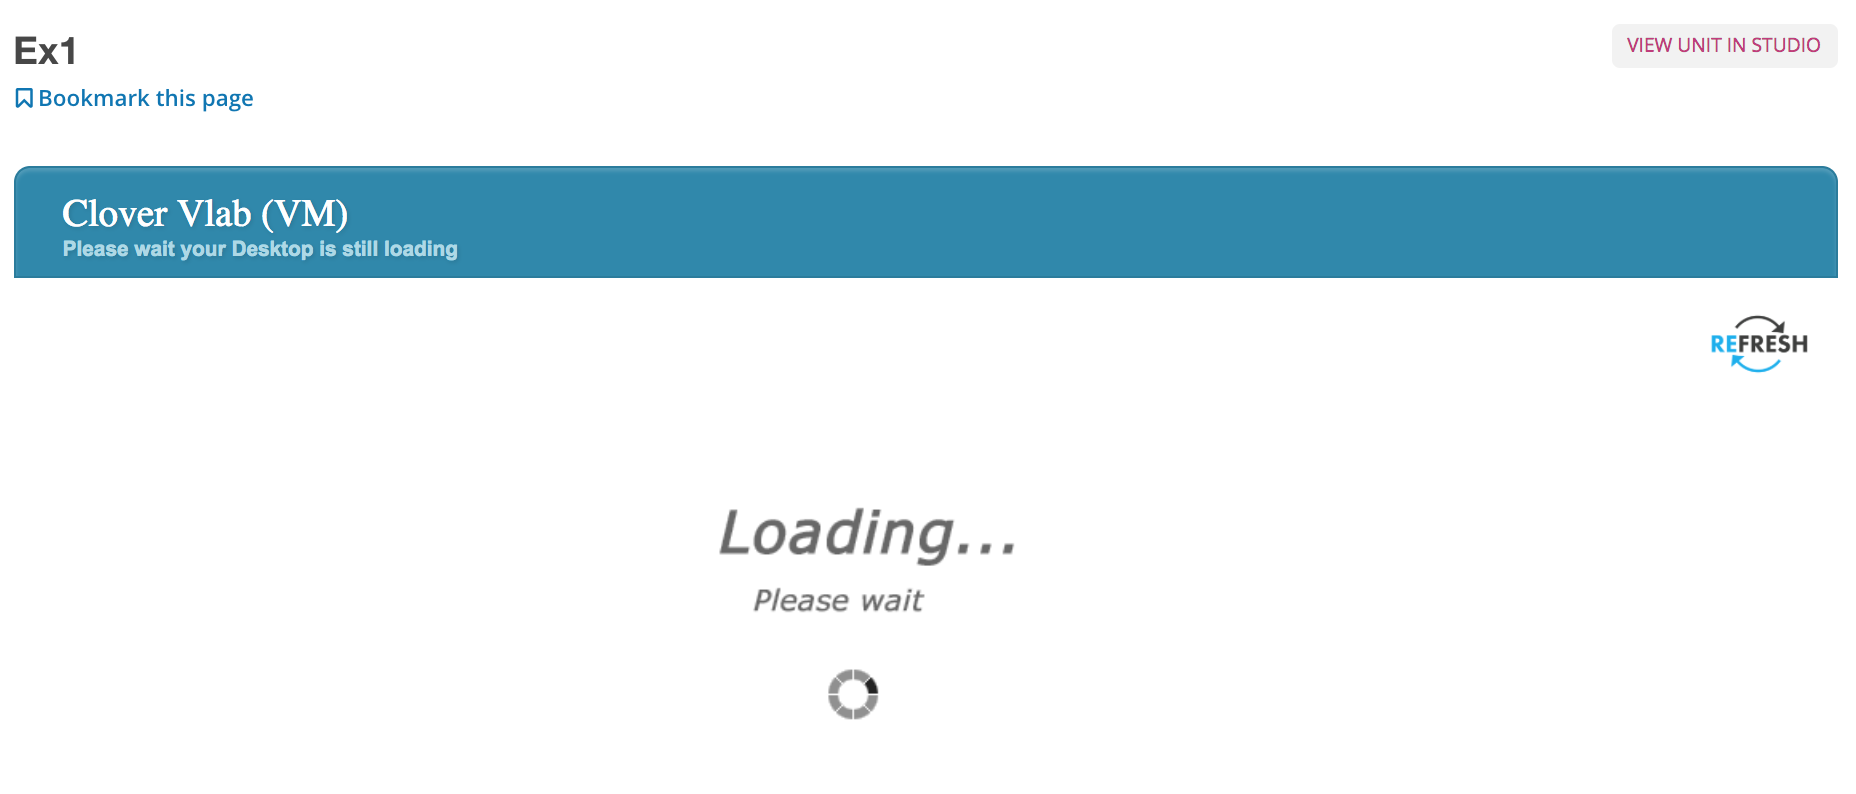 Ex1
VIEW UNIT IN STUDIO
Bookmark this page
Clover Vlab (VM)
Please wait your Desktop is still loading
REFRESH
Loading...
Please wait